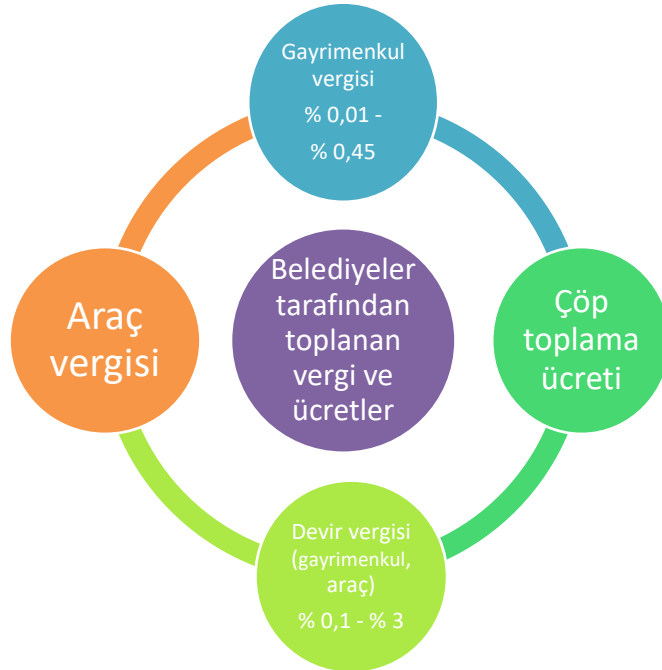 Gayrimenkul
vergisi
% 0,01 -
% 0,45
Araç
vergisi
Belediyeler
tarafından
toplanan
vergi ve
ücretler
Çöp
toplama
ücreti
Devir vergisi
(gayrimenkul,
araç)
% 0,1 - % 3